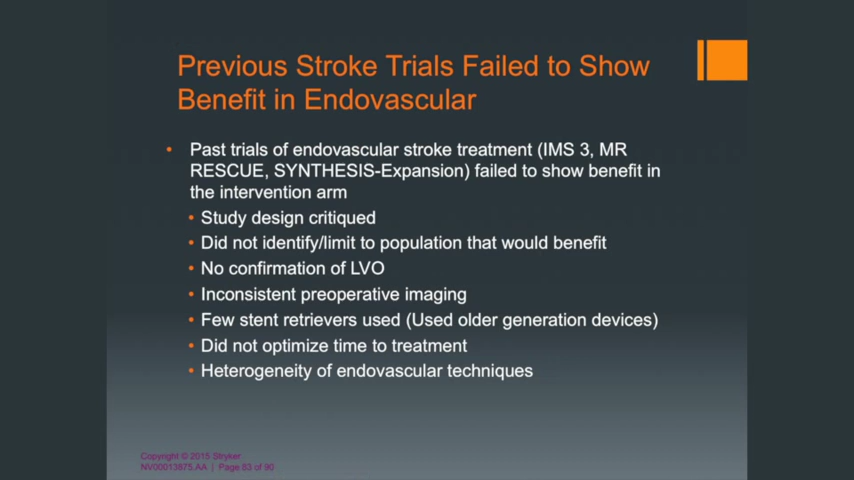 Previous Stroke Trials Failed to Show
Benefit in Endovascular
• Past trials of endovascular stroke treatment (IMS 3, MR
RESCUE, SYNTHESIS-Expansion) failed to show benefit in
the intervention arm
• Study design critiqued
• Did not identify/limit to population that would benefit
• No confirmation of LVO
• Inconsistent preoperative imaging
• Few stent retrievers used (Used older generation devices)
• Did not optimize time to treatment
• Heterogeneity of endovascular techniques
Copyright © 2015 Stryker
NV00013875.AA | Page 53 of 90